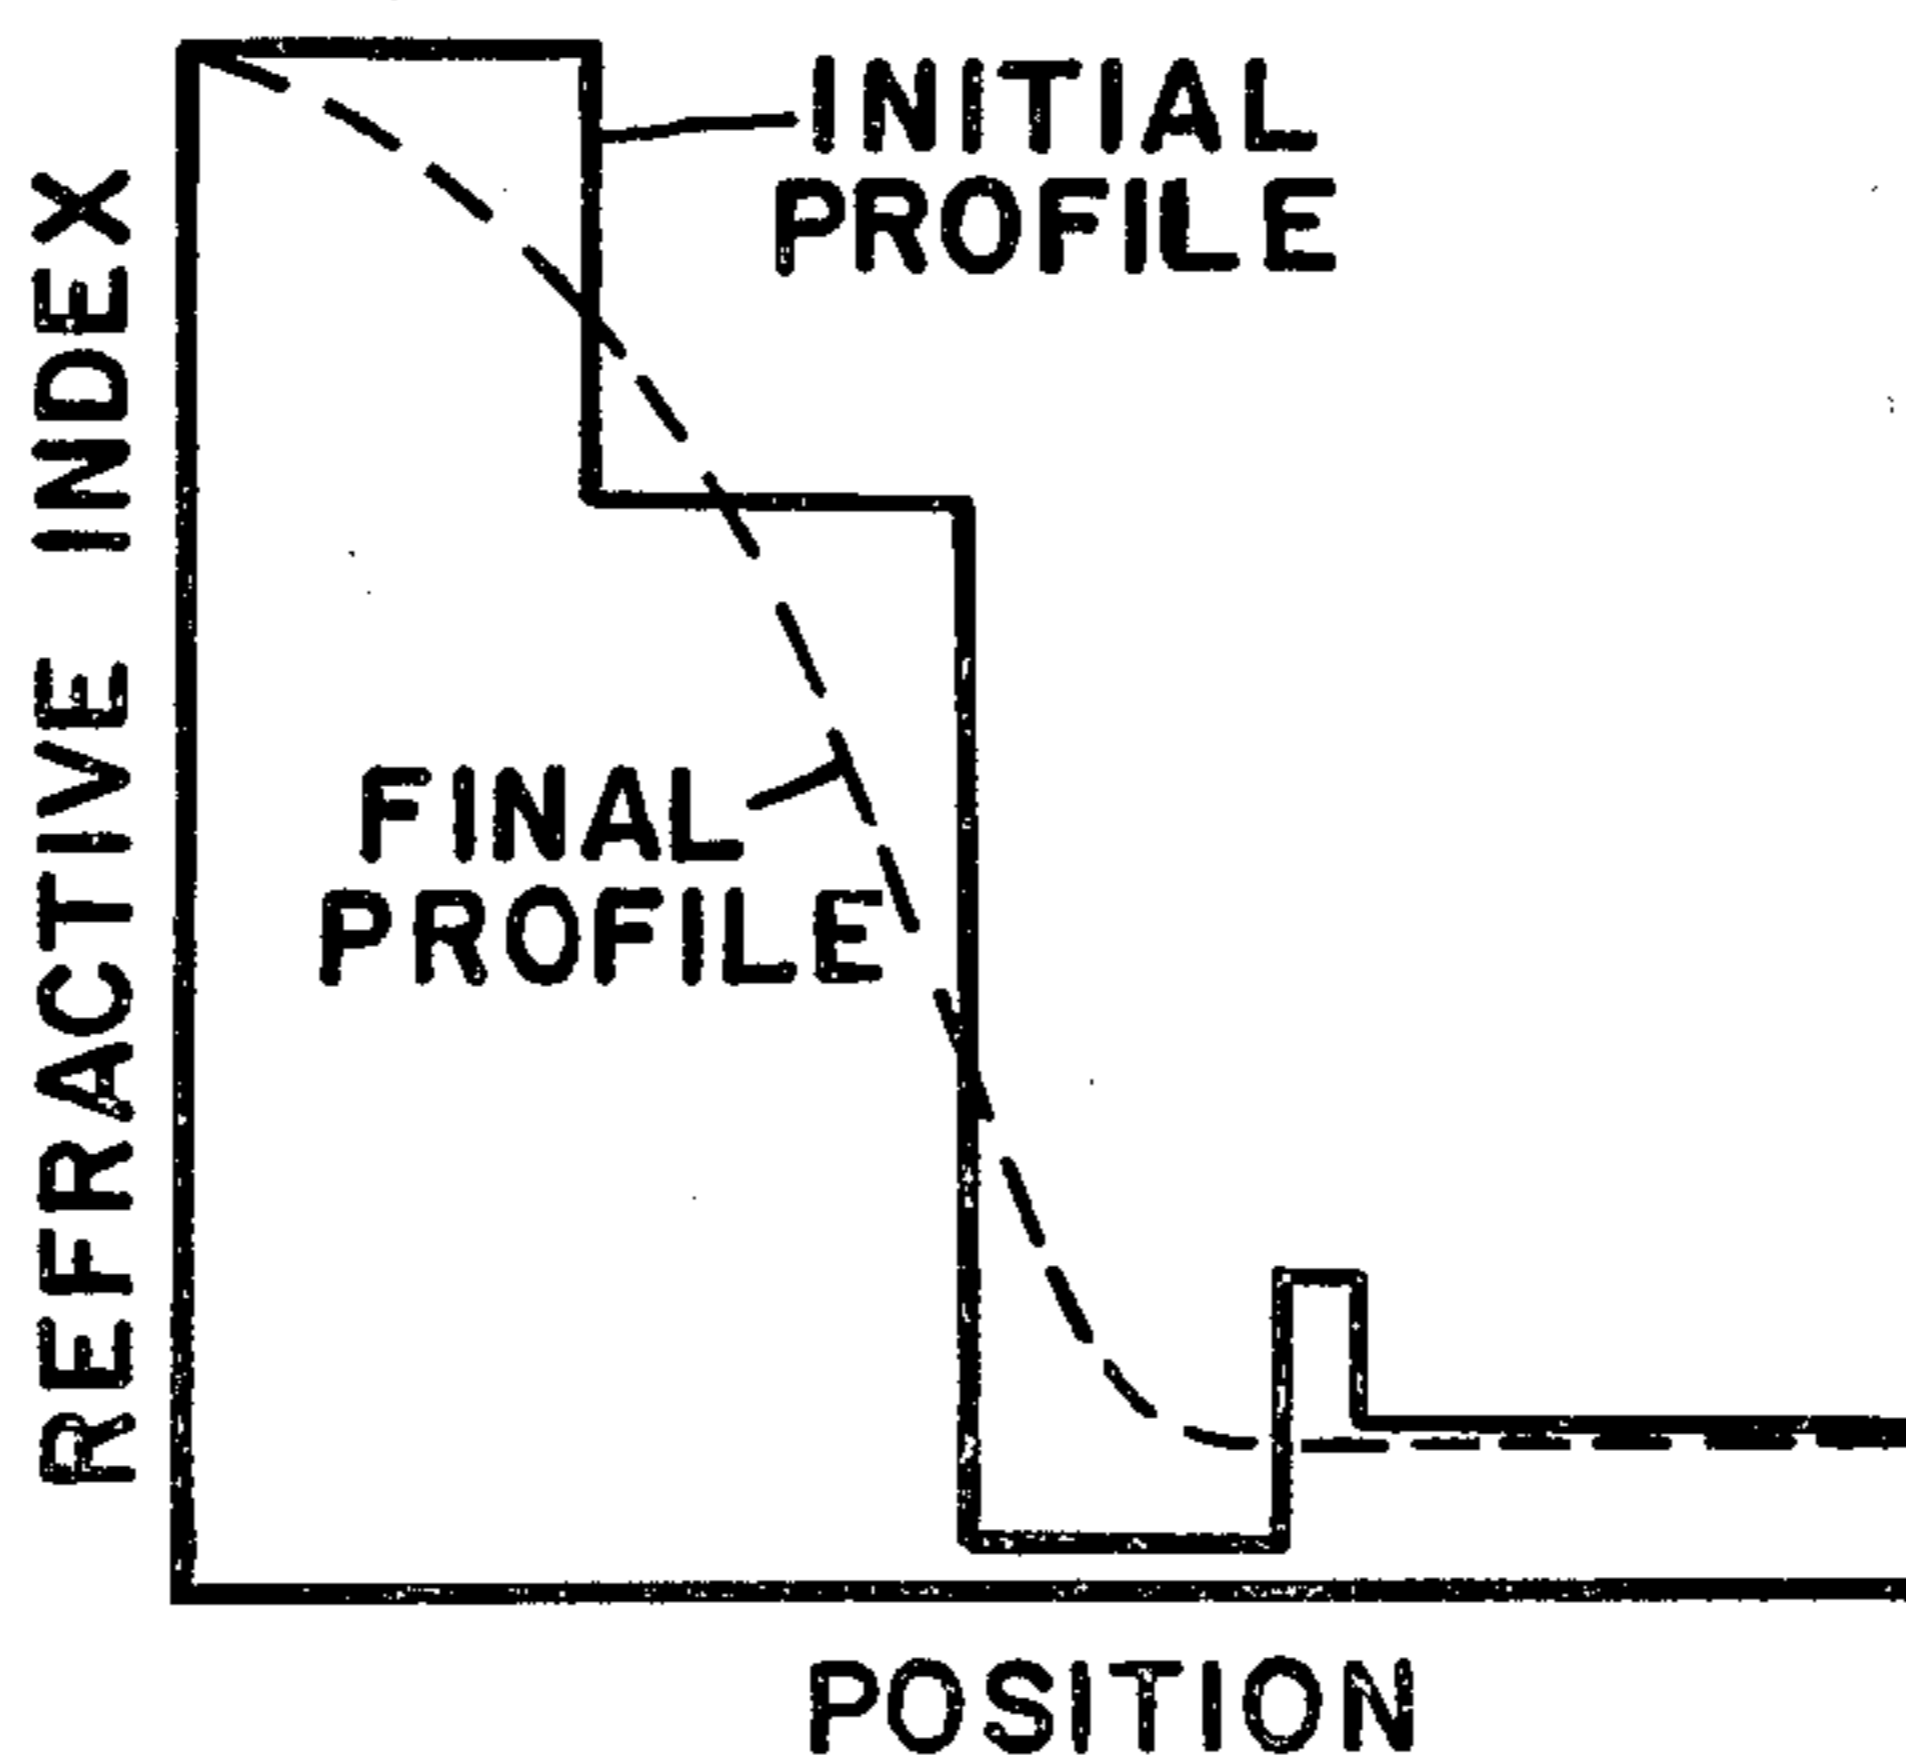 INITIAL
PROFILE
REFRACTIVE INDEX
FINAL
PROFILE
POSITION